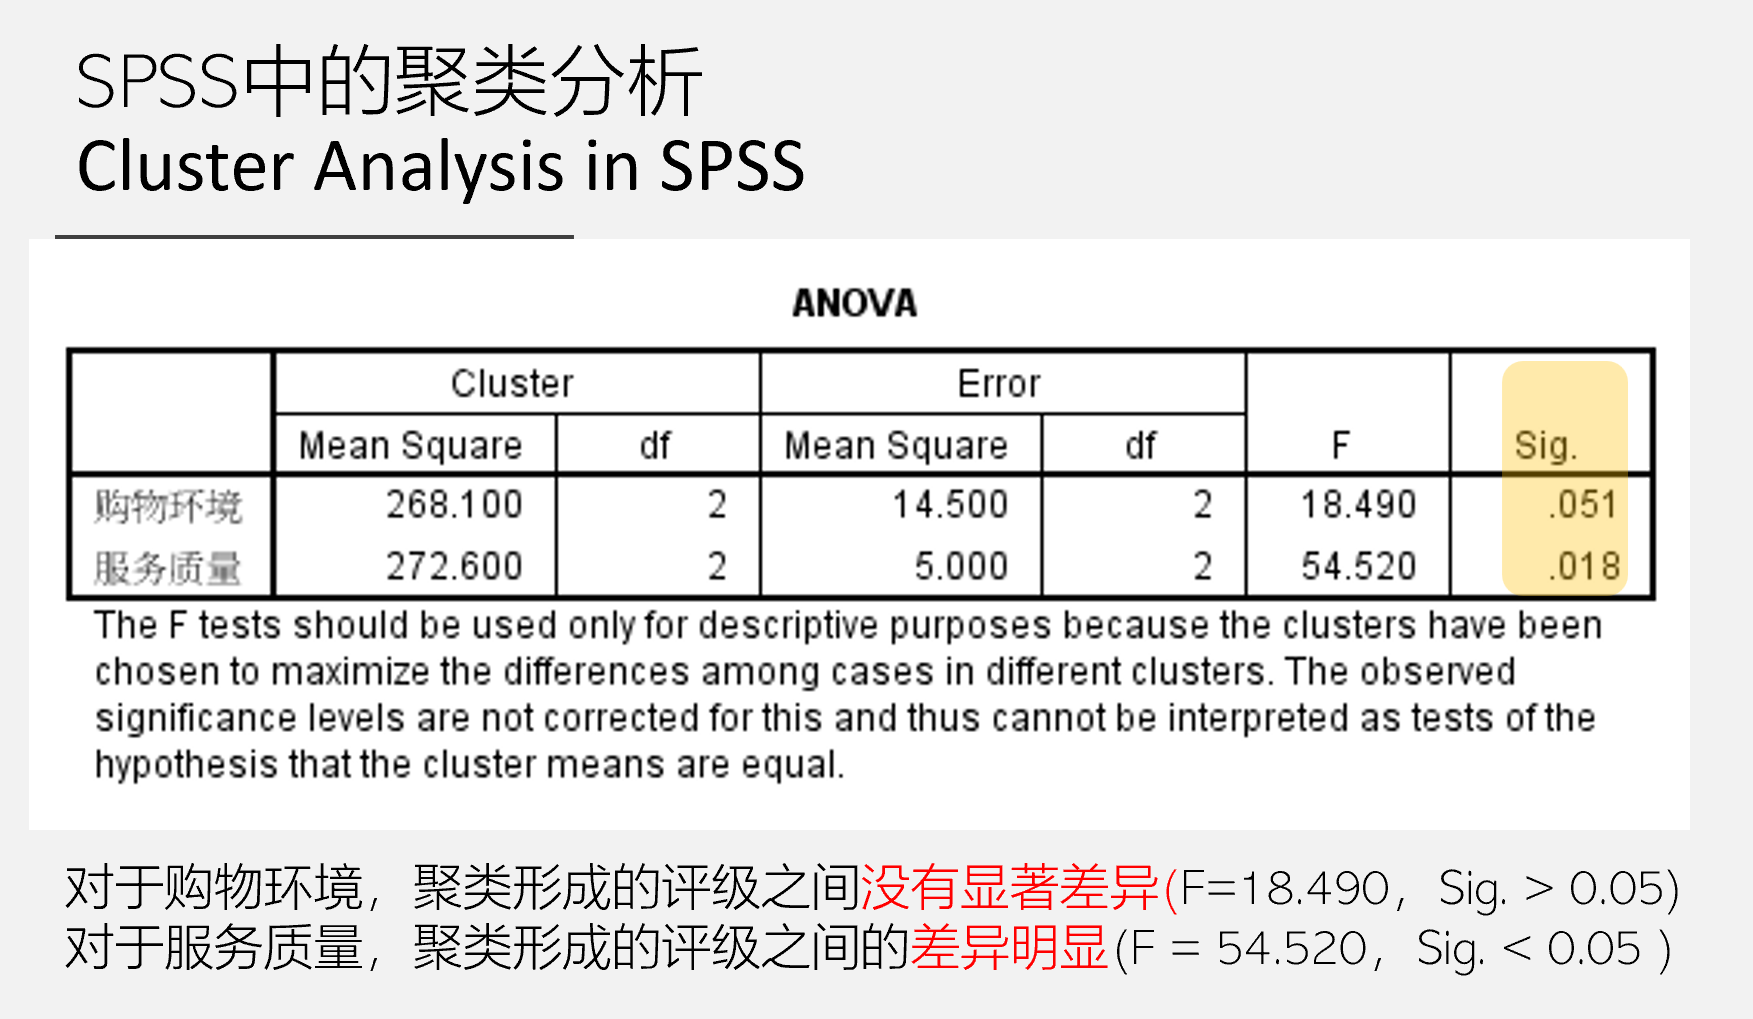 SPSS中的聚类分析
Cluster Analysis in SPSS
ANOVA
Cluster Error
Mean Square df Mean Square df F Sig.
购物环境 268.100 2 14.500 2 18.490 .051
服务质量 272.600 2 5.000 2 54.520 .018
The F tests should be used only for descriptive purposes because the clusters have been
chosen to maximize the differences among cases in different clusters. The observed
significance levels are not corrected for this and thus cannot be interpreted as tests of the
hypothesis that the cluster means are equal.
对于购物环境，聚类形成的评级之间没有显著差异(F=18.490，Sig. > 0.05)
对于服务质量，聚类形成的评级之间的差异明显(F = 54.520，Sig. < 0.05 )